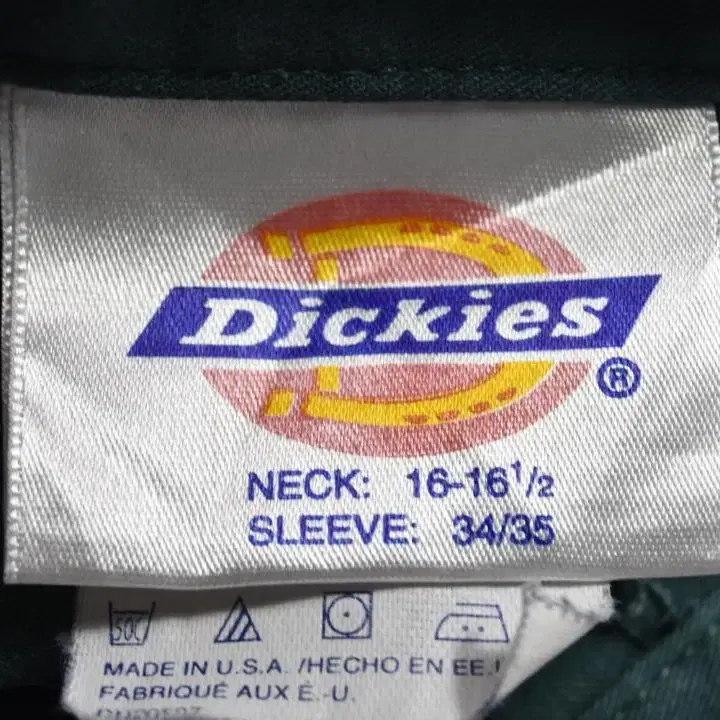 Dickies
®
NECK: 16-16 1/2
SLEEVE: 34/35
50C
MADE IN U.S.A. /HECHO EN EE.
FABRIQUÉ AUX É.-U.